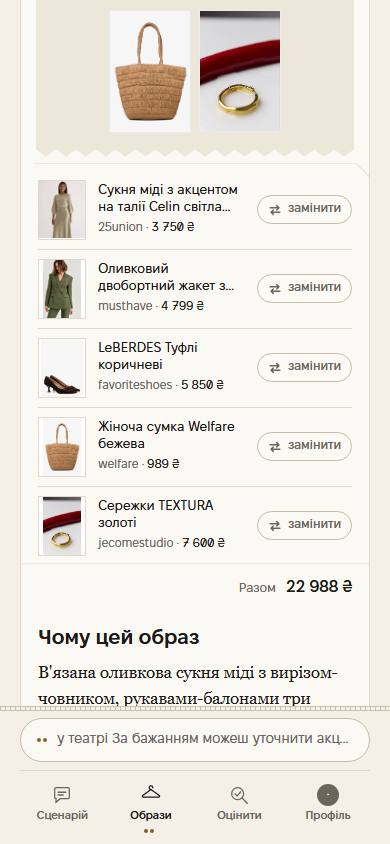 Сукня міді з акцентом
на талії Celin світла...
25union · 3 750 ₴
замінити
Оливковий
двобортний жакет з...
musthave · 4 799 ₴
замінити
LeBERDES Туфлі
коричневі
favoriteshoes · 5 850 ₴
замінити
Жіноча сумка Welfare
бежева
welfare · 989 ₴
замінити
Сережки TEXTURA
золоті
jecomestudio · 7 600 ₴
замінити
Разом 22 988 ₴
Чому цей образ
В'язана оливкова сукня міді з вирізом-
човником, рукавами-балонами три
у театрі За бажанням можеш уточнити акц...
Сценарій
Образи
Оцінити
Профіль